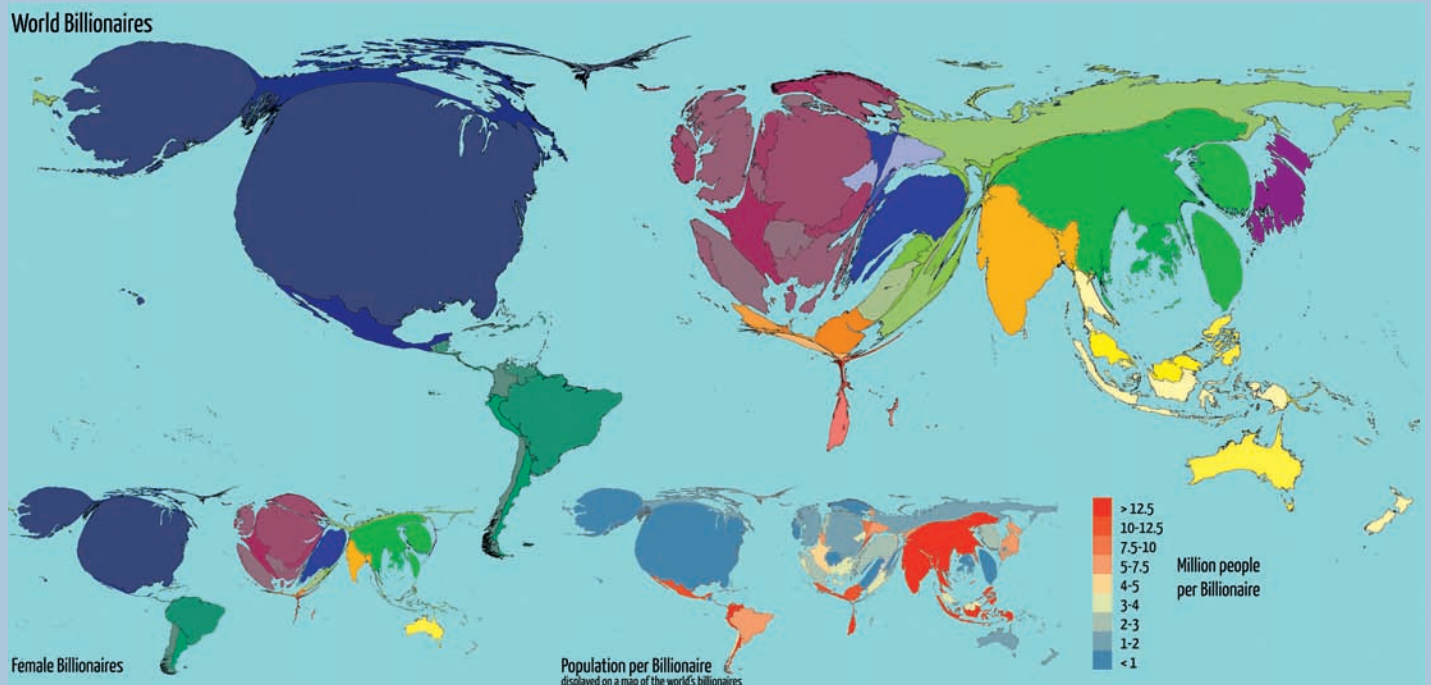 World Billionaires
Female Billionaires
Population per Billionaire
displayed on a map of the world's billionaires
> 12.5
10-12.5
7.5-10
5-7.5
4-5
3-4
2-3
1-2
< 1
Million people
per Billionaire